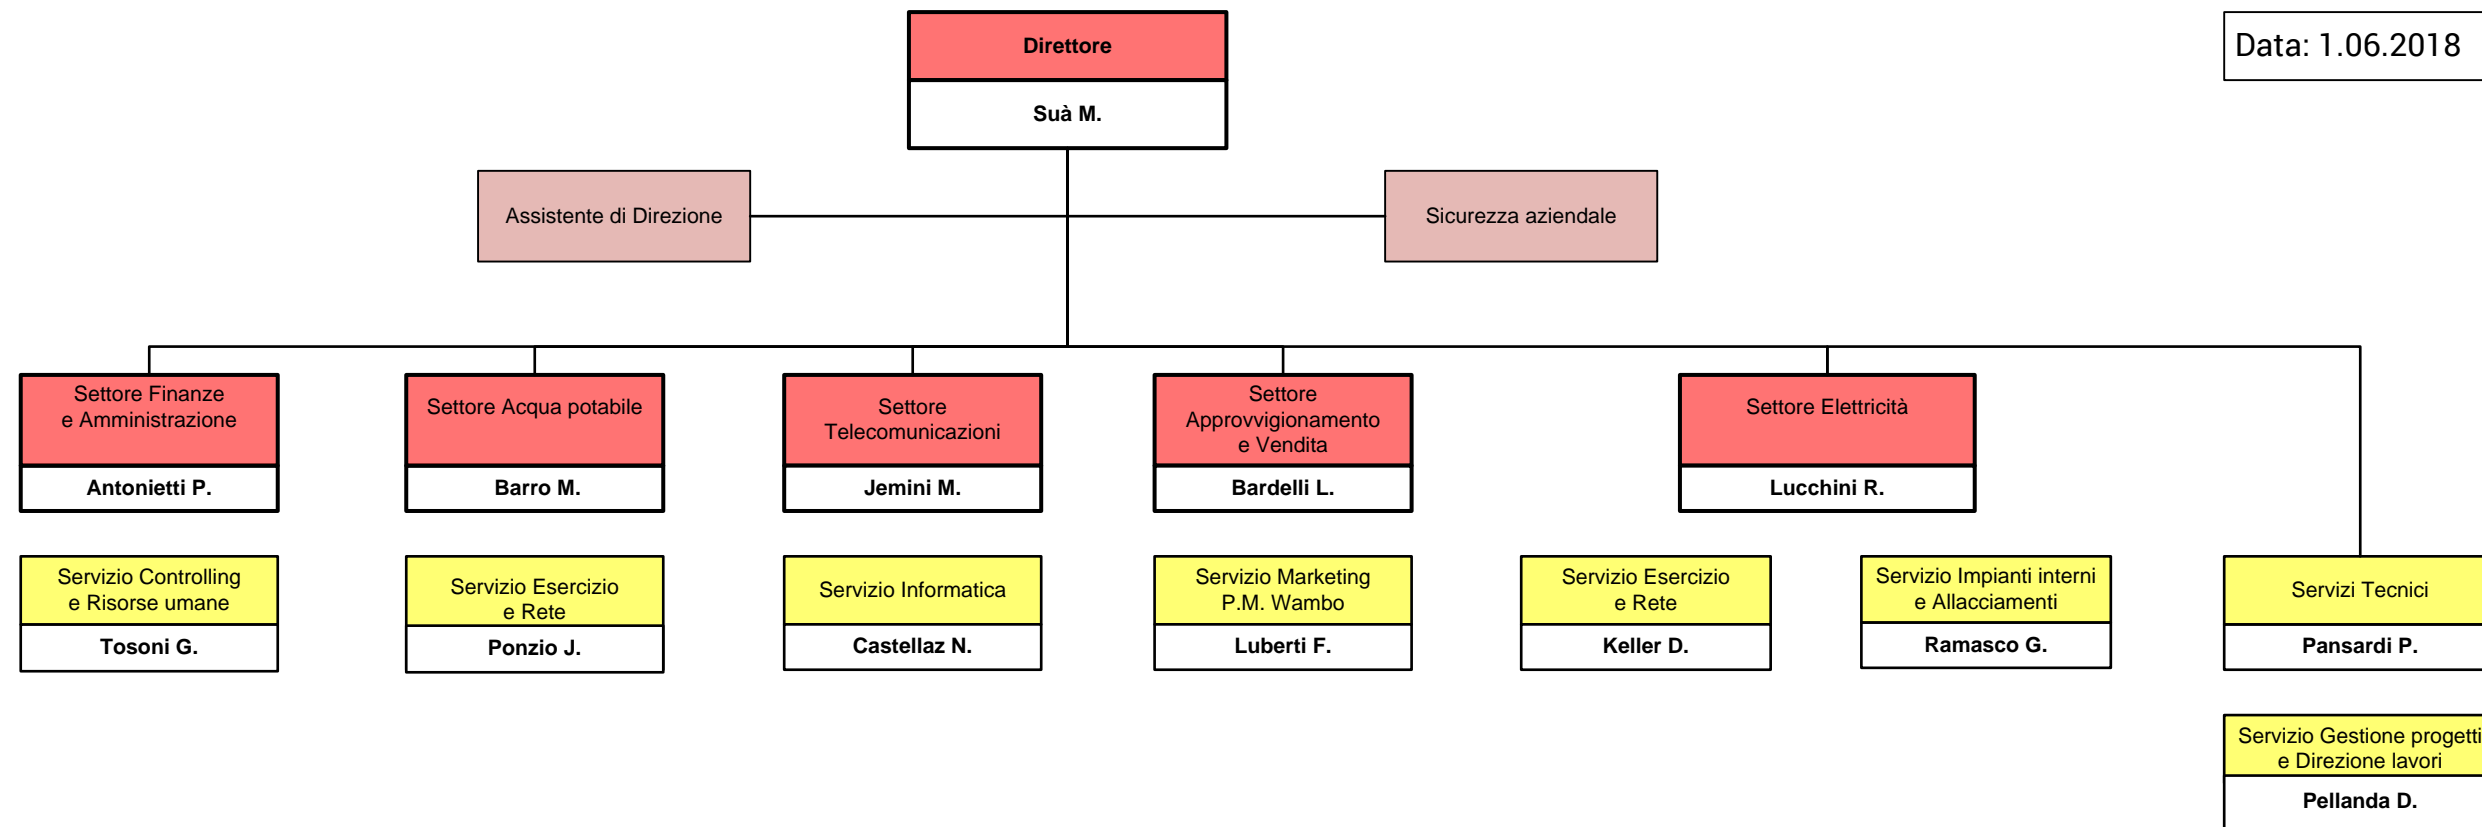 Direttore
Suà M.
Data: 1.06.2018
Assistente di Direzione
Sicurezza aziendale
Settore Finanze
e Amministrazione
Antonietti P.
Settore Acqua potabile
Barro M.
Settore
Telecomunicazioni
Jemini M.
Settore
Approvvigionamento
e Vendita
Bardelli L.
Settore Elettricità
Lucchini R.
Servizio Controlling
e Risorse umane
Tosoni G.
Servizio Esercizio
e Rete
Ponzio J.
Servizio Informatica
Castellaz N.
Servizio Marketing
P.M. Wambo
Luberti F.
Servizio Esercizio
e Rete
Keller D.
Servizio Impianti interni
e Allacciamenti
Ramasco G.
Servizi Tecnici
Pansardi P.
Servizio Gestione progetti
e Direzione lavori
Pellanda D.